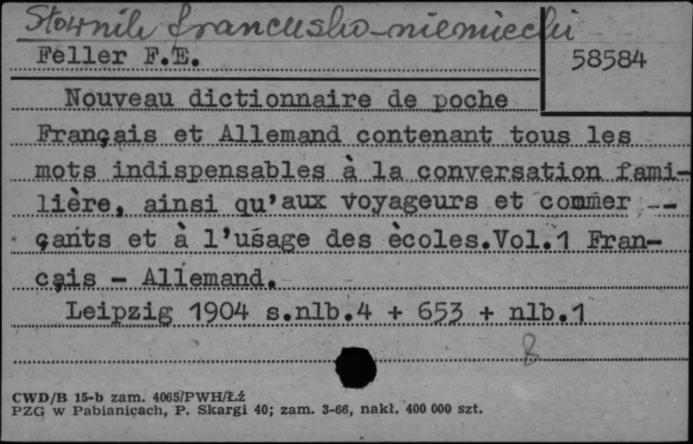 Słownik francusko-niemiecki
Feller F.E.
58584
Nouveau dictionnaire de poche
Français et Allemand contenant tous les
mots indispensables à la conversation fami-
lière, ainsi qu'aux voyageurs et commer --
çants et à l'usage des ècoles.Vol.1 Fran-
çais - Allemand.
Leipzig 1904 s.nlb.4 + 653 + nlb.1
8
CWD/B 15-b zam. 4065/PWH/Łź
PZG w Pabianicach, P. Skargi 40; zam. 3-66, nakł. 400 000 szt.